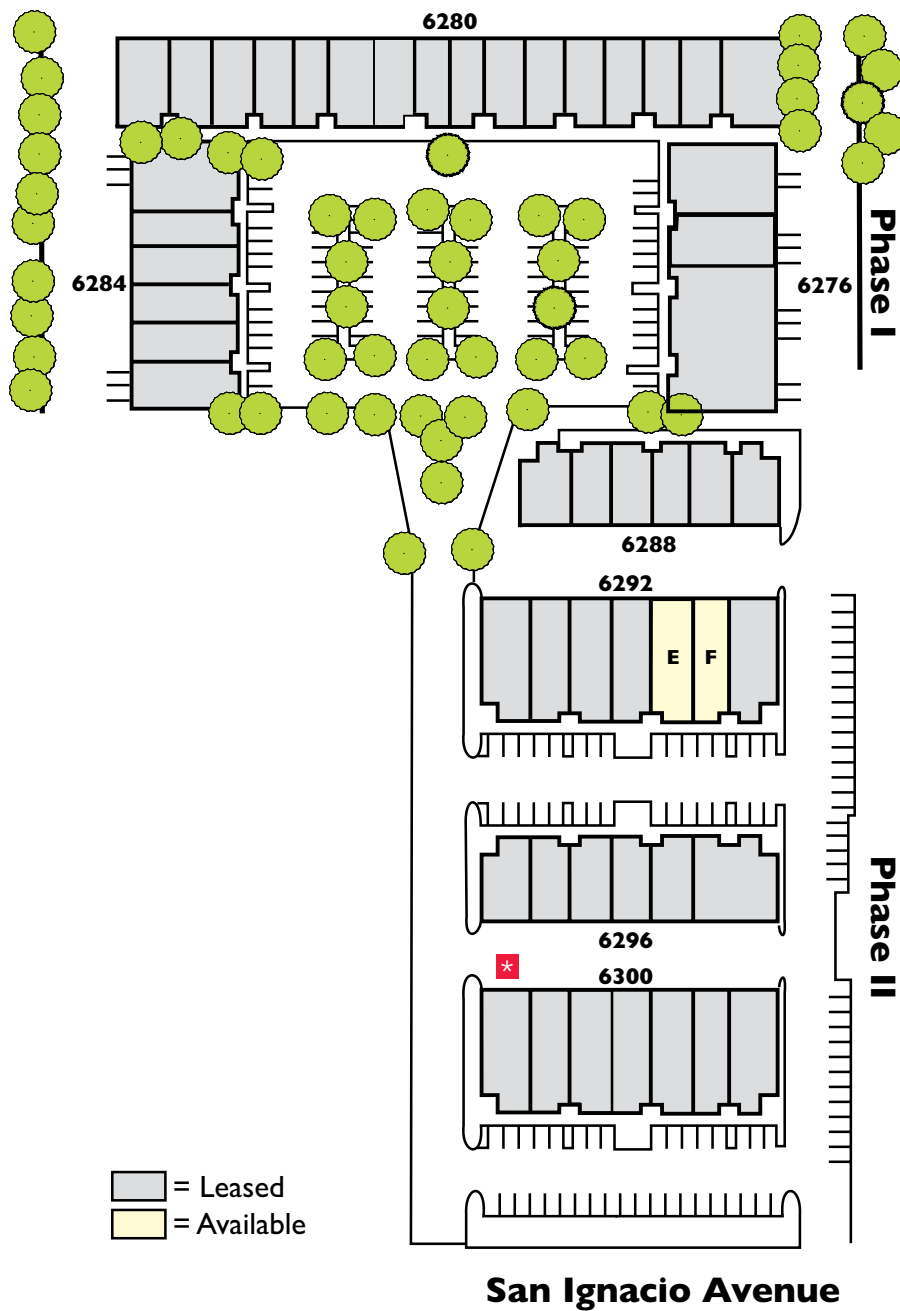 6280
Phase I
6284
6276
6288
6292
E
F
Phase II
6296
*
6300
= Leased
= Available
San Ignacio Avenue